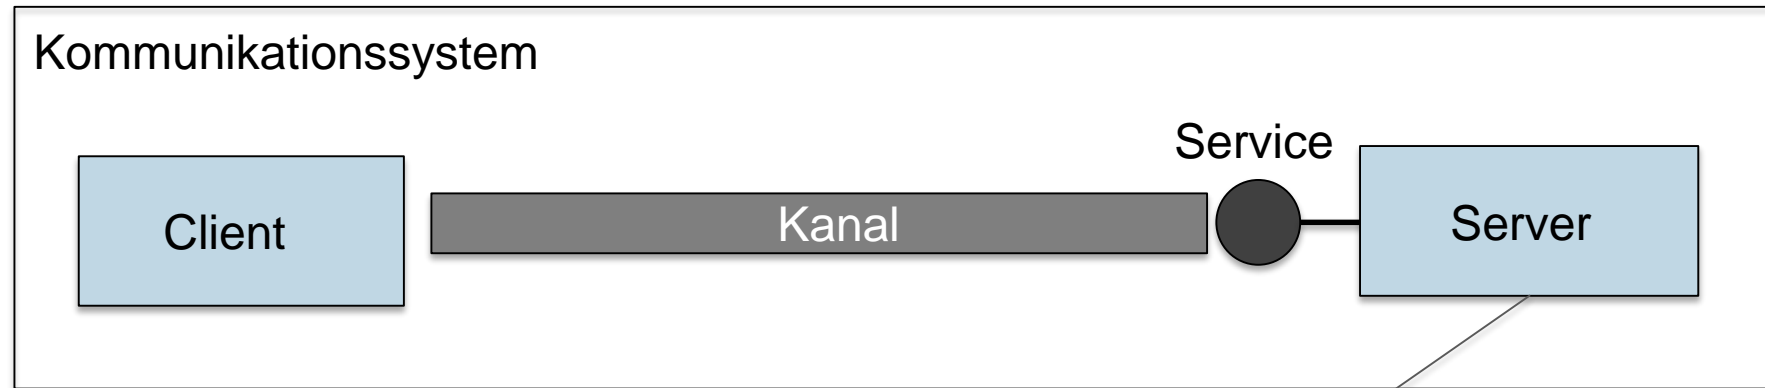 Kommunikationssystem
Service
Client
Kanal
Server